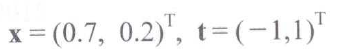 x = (0.7, 0.2)ᵀ, t = (−1,1)ᵀ